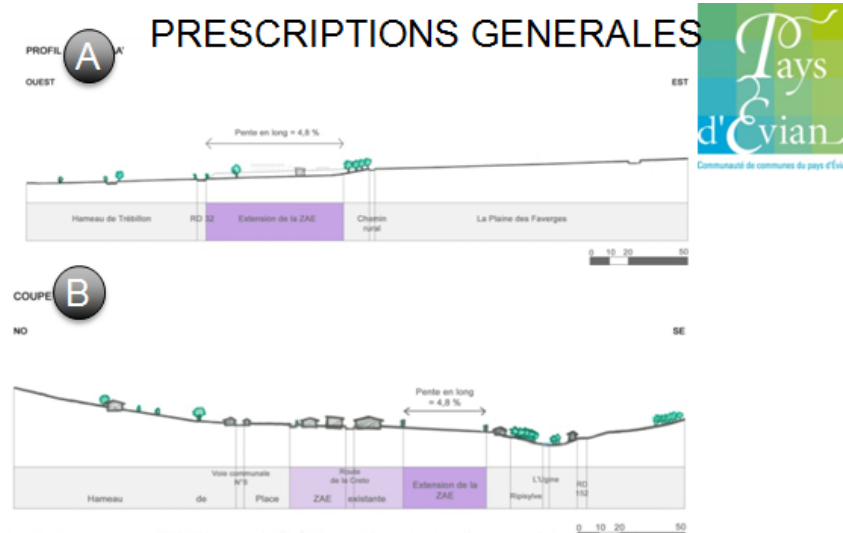 PRESCRIPTIONS GENERALES
PROFIL A A'
OUEST
EST
Pays
d'Evian
Communauté de communes du pays d'Évian
Pente en long = 4,8 %
Hameau de Trébillon
RD 32
Extension de la ZAE
Chemin
rural
La Plaine des Faverges
0 10 20 50
COUPE B
NO
SE
Pente en long
= 4,8 %
Voie communale
N°8
Route
de la Creto
Extension de la
ZAE
L'Ugine
RD
152
Ripisylve
Hameau de Place ZAE existante
0 10 20 50